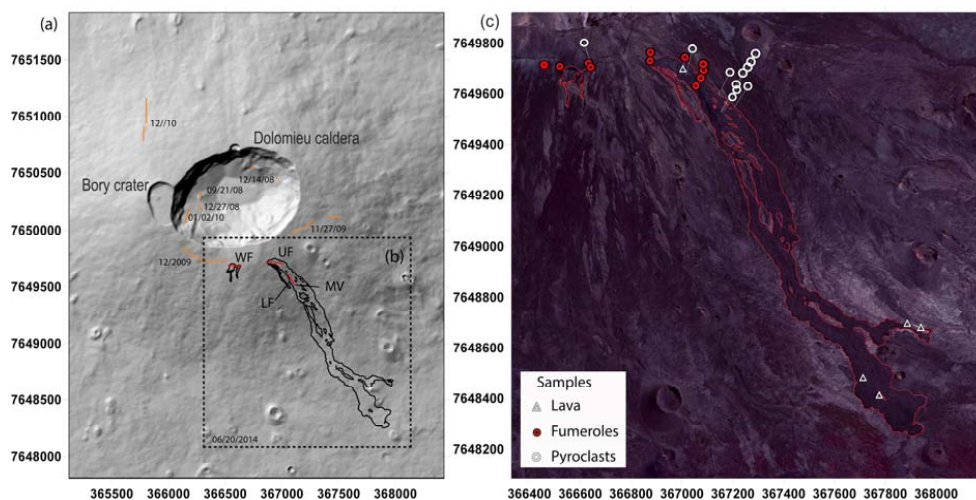 (a)
7651500
7651000
7650500
7650000
7649500
7649000
7648500
7648000
12//10
Dolomieu caldera
Bory crater
12/14/08
09/21/08
12/27/08
01/02/10
11/27/09
12/2009
WF
UF
(b)
LF
MV
06/20/2014
365500 366000 366500 367000 367500 368000
(c)
7649800
7649600
7649400
7649200
7649000
7648800
7648600
7648400
7648200
Samples
Lava
Fumeroles
Pyroclasts
366400 366600 366800 367000 367200 367400 367600 367800 368000